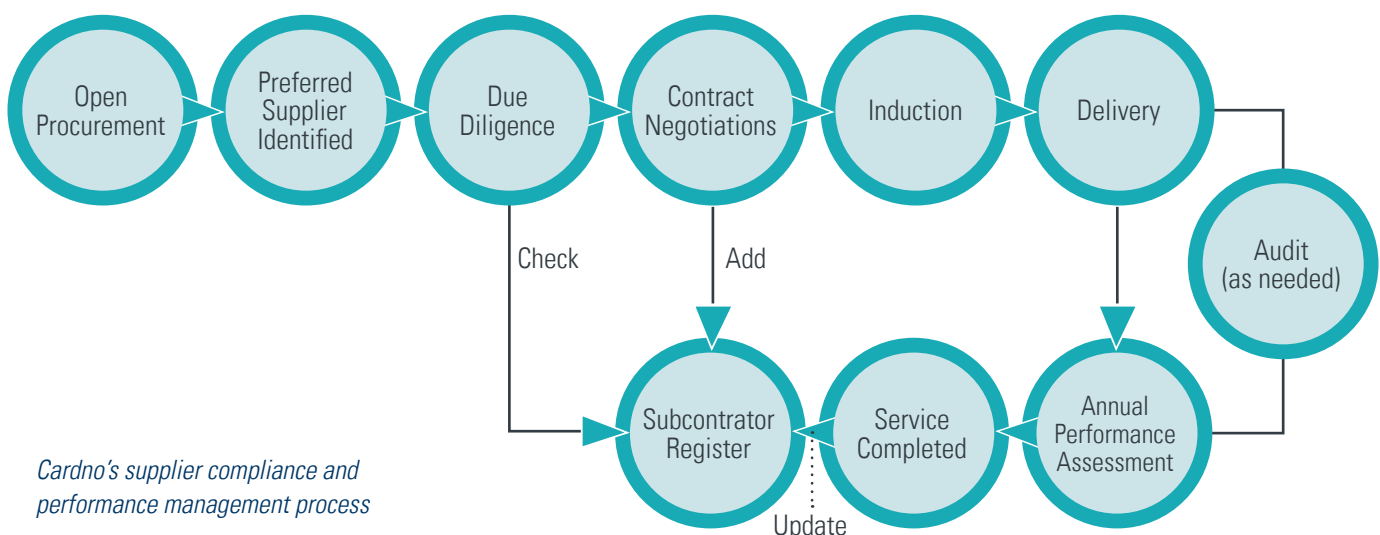 Open
Procurement
Preferred
Supplier
Identified
Due
Diligence
Contract
Negotiations
Induction
Delivery
Check
Add
Audit
(as needed)
Subcontrator
Register
Service
Completed
Annual
Performance
Assessment
Update
Cardno's supplier compliance and
performance management process